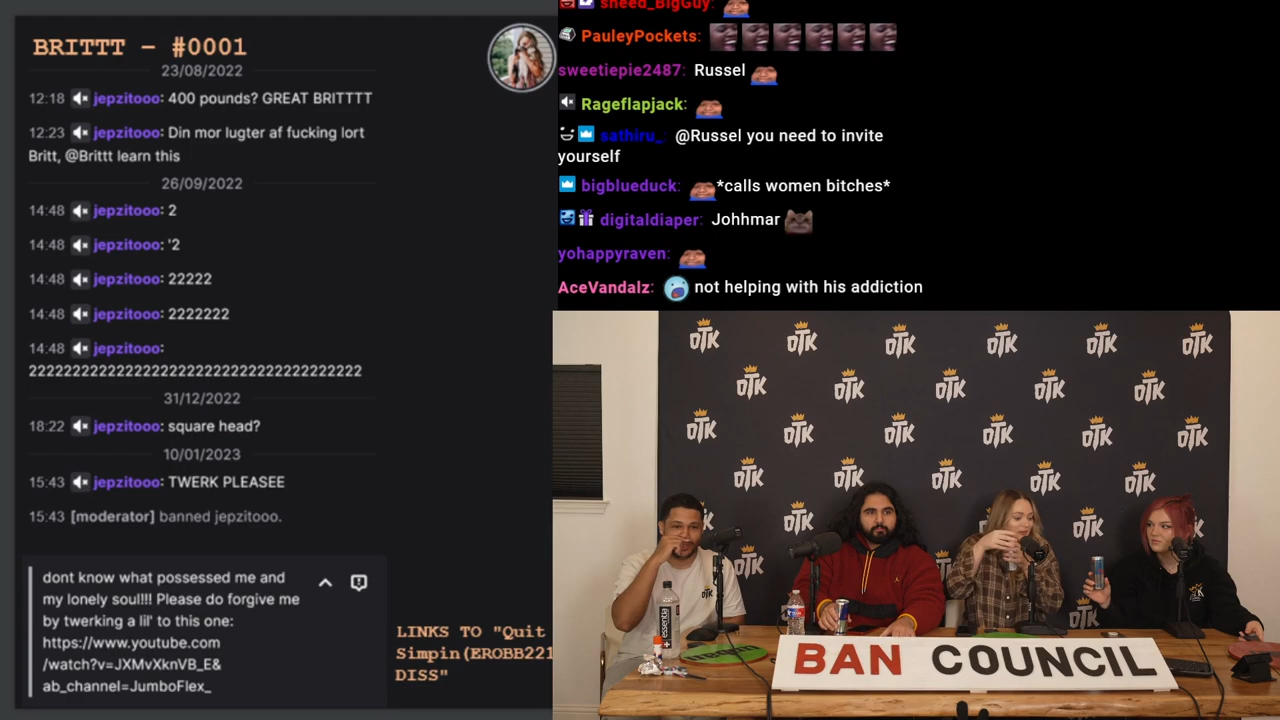 BRITTT - #0001
23/08/2022
12:18 jepzitooo: 400 pounds? GREAT BRITTTT
12:23 jepzitooo: Din mor lugter af fucking lort
Britt, @Brittt learn this
26/09/2022
14:48 jepzitooo: 2
14:48 jepzitooo: '2
14:48 jepzitooo: 22222
14:48 jepzitooo: 2222222
14:48 jepzitooo:
31/12/2022
18:22 jepzitooo: square head?
10/01/2023
15:43 jepzitooo: TWERK PLEASEE
15:43 [moderator] banned jepzitooo.
dont know what possessed me and
my lonely soul!!! Please do forgive me
by twerking a lil' to this one:
https://www.youtube.com
/watch?v=JXMvXknVB_E&
ab_channel=JumboFlex_
LINKS TO "Quit
Simpin(EROBB221
DISS"
sneed_BigGuy:
PauleyPockets:
sweetiepie2487: Russel
Rageflapjack:
sathiru_: @Russel you need to invite
yourself
bigblueduck: *calls women bitches*
digitaldiaper: Johhmar
yohappyraven:
AceVandalz: not helping with his addiction
OTK
essentia
BAN COUNCIL